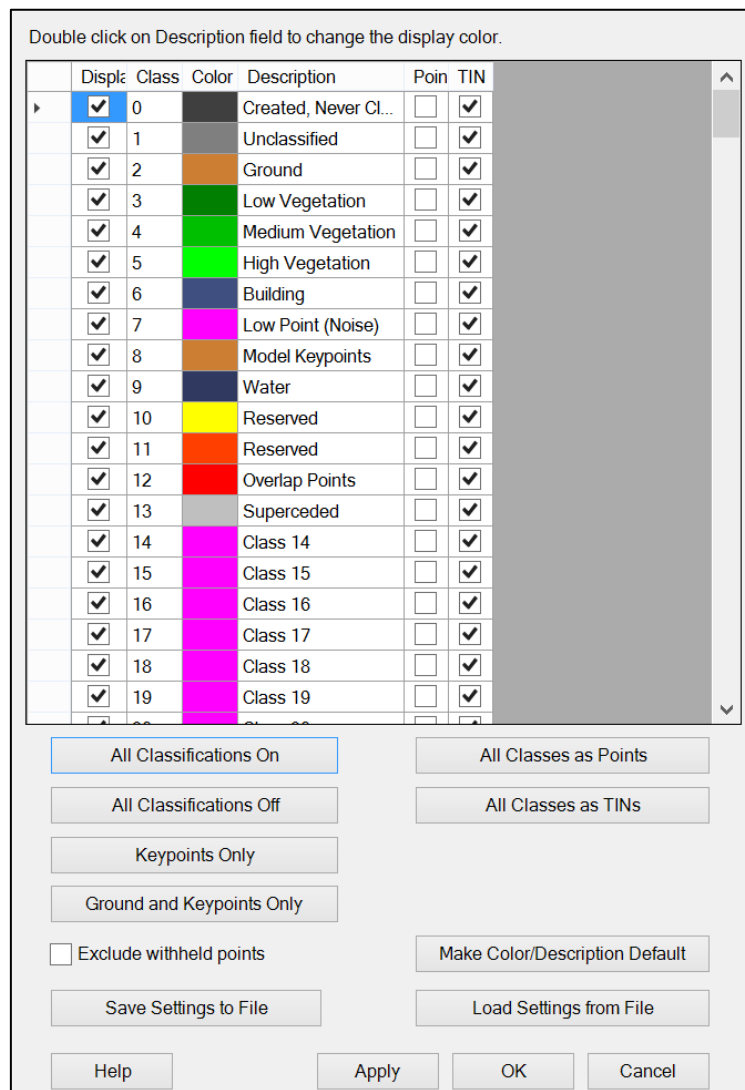 Double click on Description field to change the display color.
Displa Class Color Description Poin TIN
0 Created, Never Cl...
1 Unclassified
2 Ground
3 Low Vegetation
4 Medium Vegetation
5 High Vegetation
6 Building
7 Low Point (Noise)
8 Model Keypoints
9 Water
10 Reserved
11 Reserved
12 Overlap Points
13 Superceded
14 Class 14
15 Class 15
16 Class 16
17 Class 17
18 Class 18
19 Class 19
All Classifications On All Classes as Points
All Classifications Off All Classes as TINs
Keypoints Only
Ground and Keypoints Only
Exclude withheld points Make Color/Description Default
Save Settings to File Load Settings from File
Help Apply OK Cancel